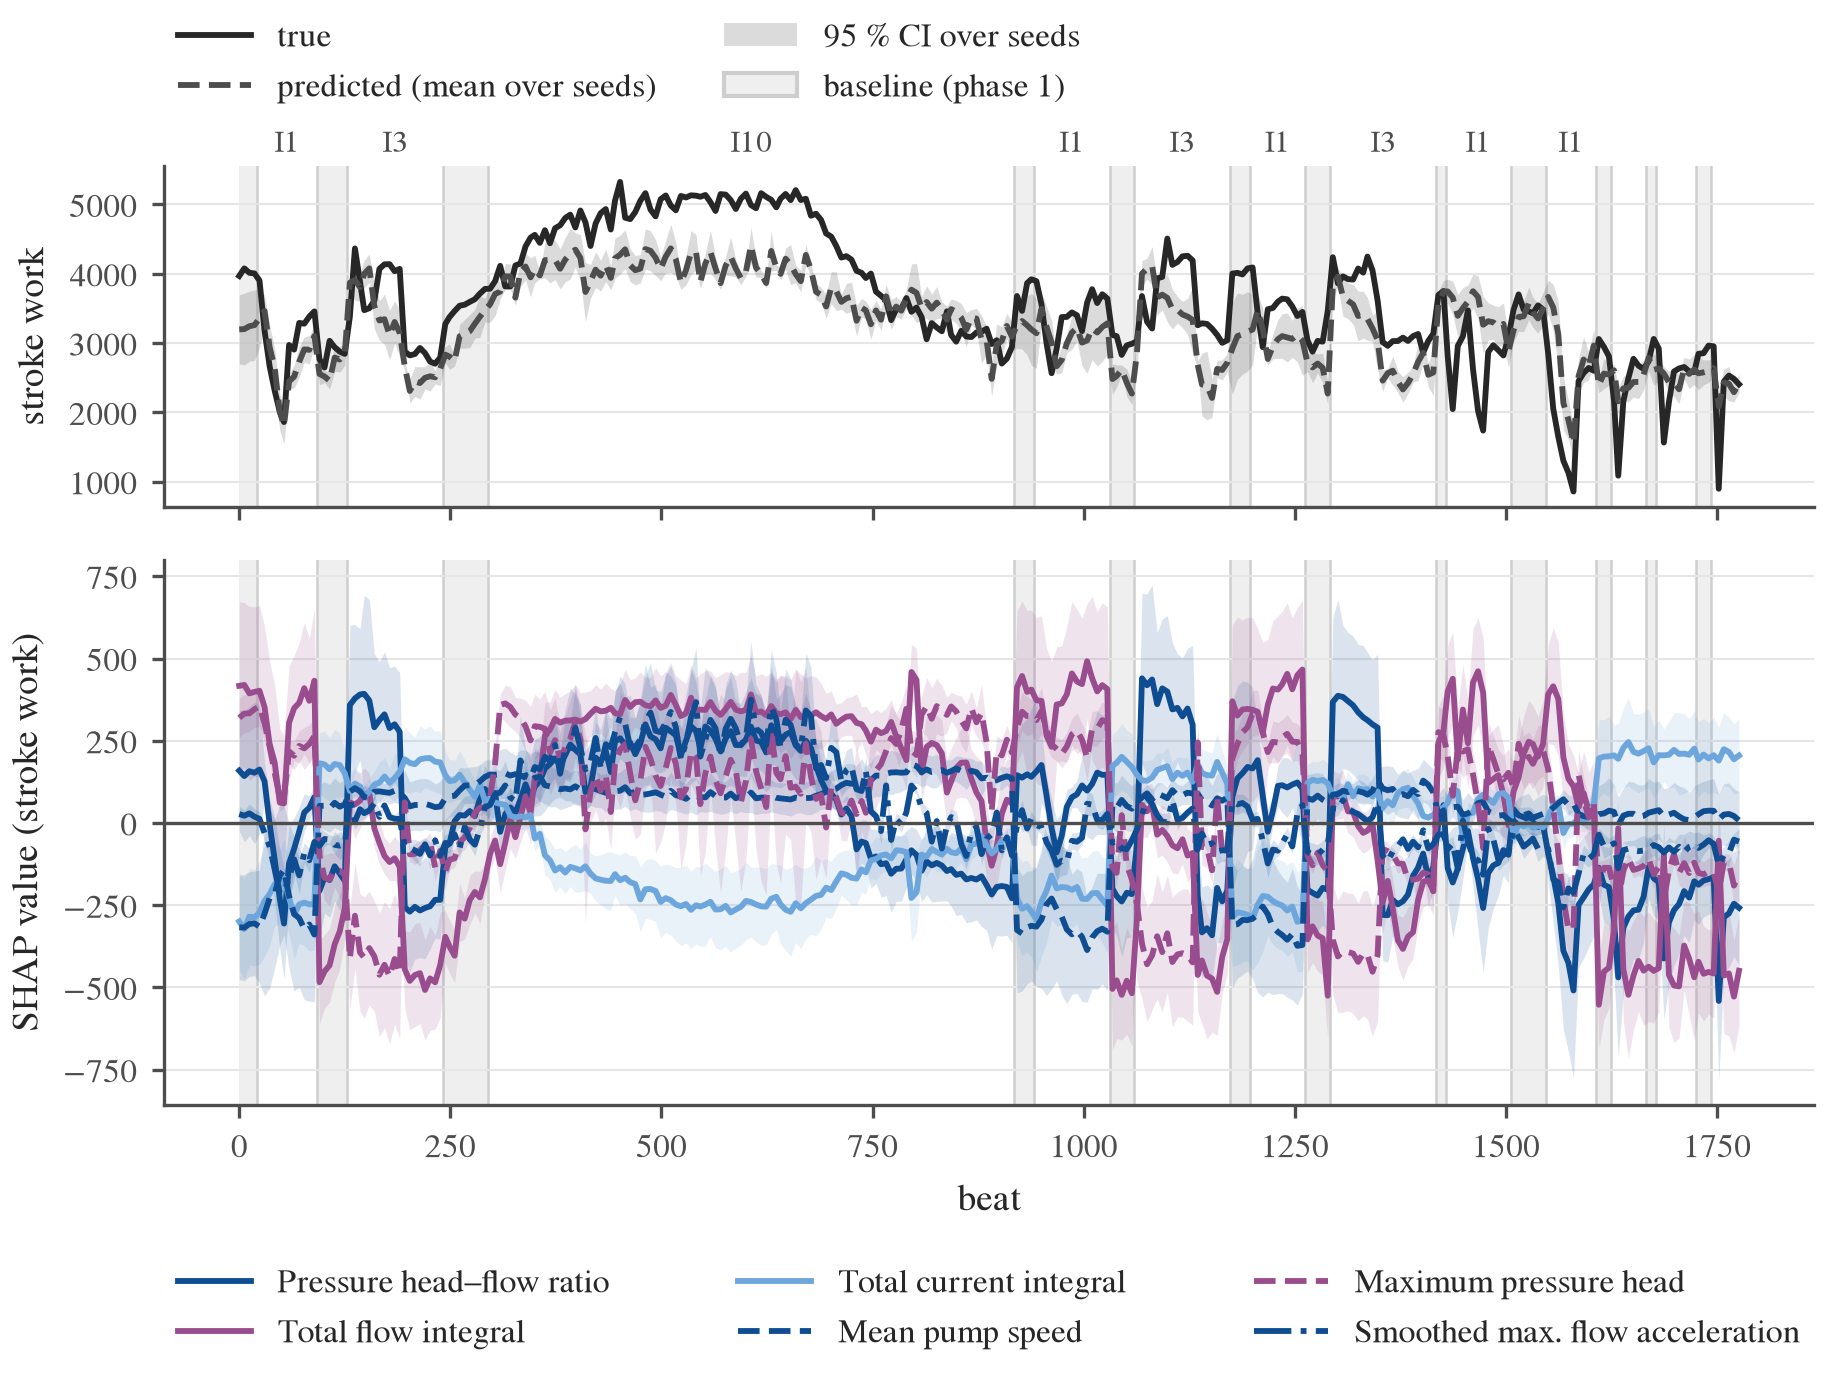 true
95 % CI over seeds
predicted (mean over seeds)
baseline (phase 1)
I1 I3 I10 I1 I3 I1 I3 I1 I1
5000
4000
3000
2000
1000
stroke work
750
500
250
0
−250
−500
−750
SHAP value (stroke work)
0 250 500 750 1000 1250 1500 1750
beat
Pressure head–flow ratio
Total current integral
Maximum pressure head
Total flow integral
Mean pump speed
Smoothed max. flow acceleration